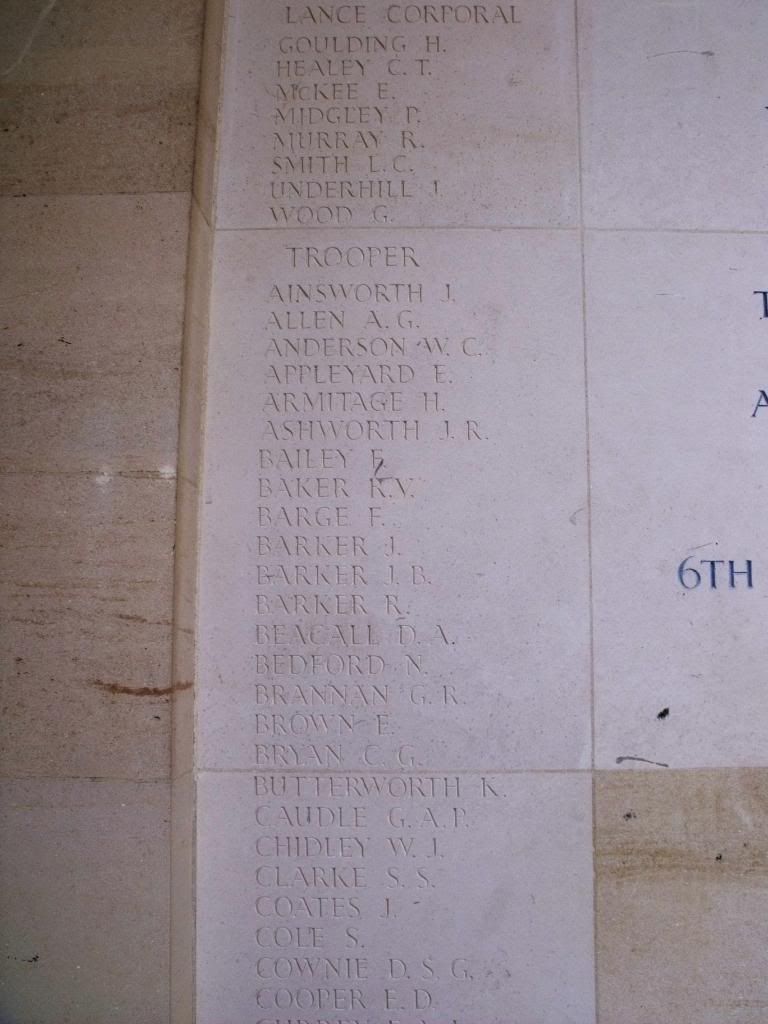 LANCE CORPORAL
GOULDING H.
HEALEY C. T.
McKEE E.
MIDGLEY P.
MURRAY R.
SMITH L. C.
UNDERHILL J.
WOOD G.
TROOPER
AINSWORTH J.
ALLEN A. G.
ANDERSON W. C.
APPLEYARD E.
ARMITAGE H.
ASHWORTH J. R.
BAILEY F.
BAKER K. V.
BARGE F.
BARKER J.
BARKER J. B.
BARKER R.
BEACALL D. A.
BEDFORD N.
BRANNAN G. R.
BROWN E.
BRYAN C. G.
BUTTERWORTH K.
CAUDLE G. A. P.
CHIDLEY W. J.
CLARKE S. S.
COATES J.
COLE S.
COWNIE D. S. G.
COOPER E. D.
T
A
6TH